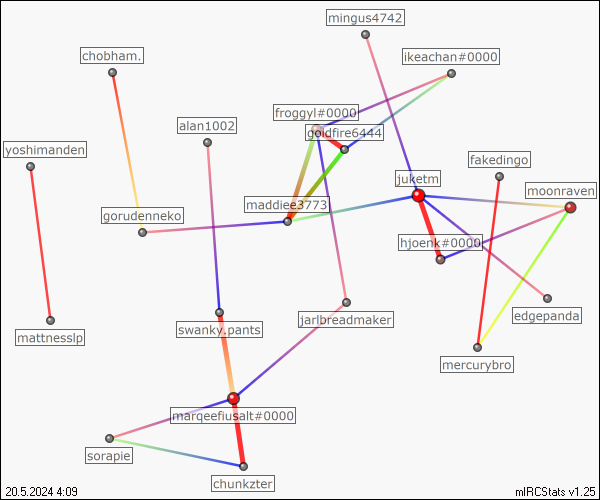 mingus4742
chobham.
ikeachan#0000
froggyl#0000
alan1002
goldfire6444
yoshimanden
fakedingo
juketm
moonraven
maddiee3773
gorudenneko
hjoenk#0000
jarlbreadmaker
edgepanda
swanky.pants
mattnesslp
mercurybro
marqeefiusalt#0000
sorapie
chunkzter
20.5.2024 4:09
mIRCStats v1.25